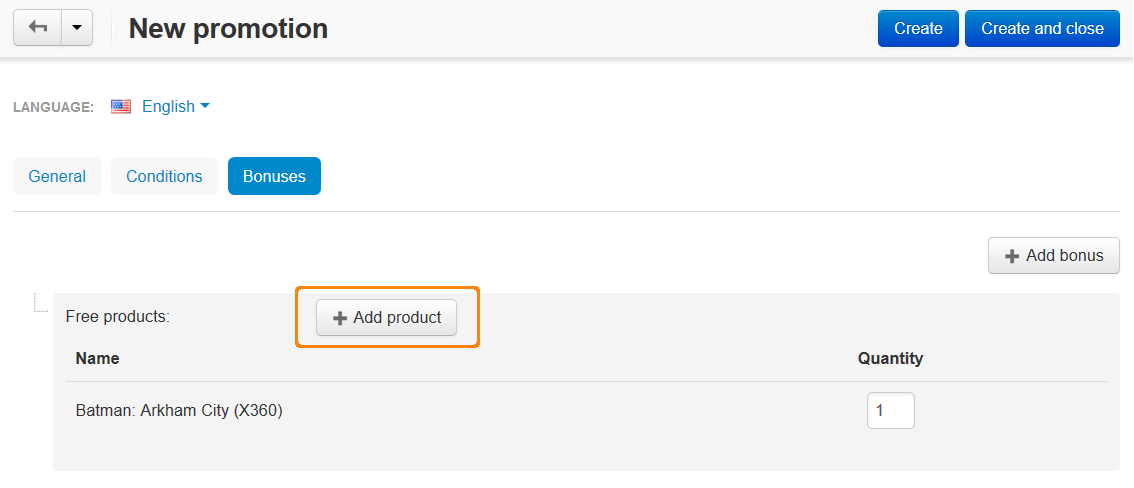 New promotion
Create
Create and close
LANGUAGE: English
General
Conditions
Bonuses
Add bonus
Free products:
Add product
Name
Quantity
Batman: Arkham City (X360)
1